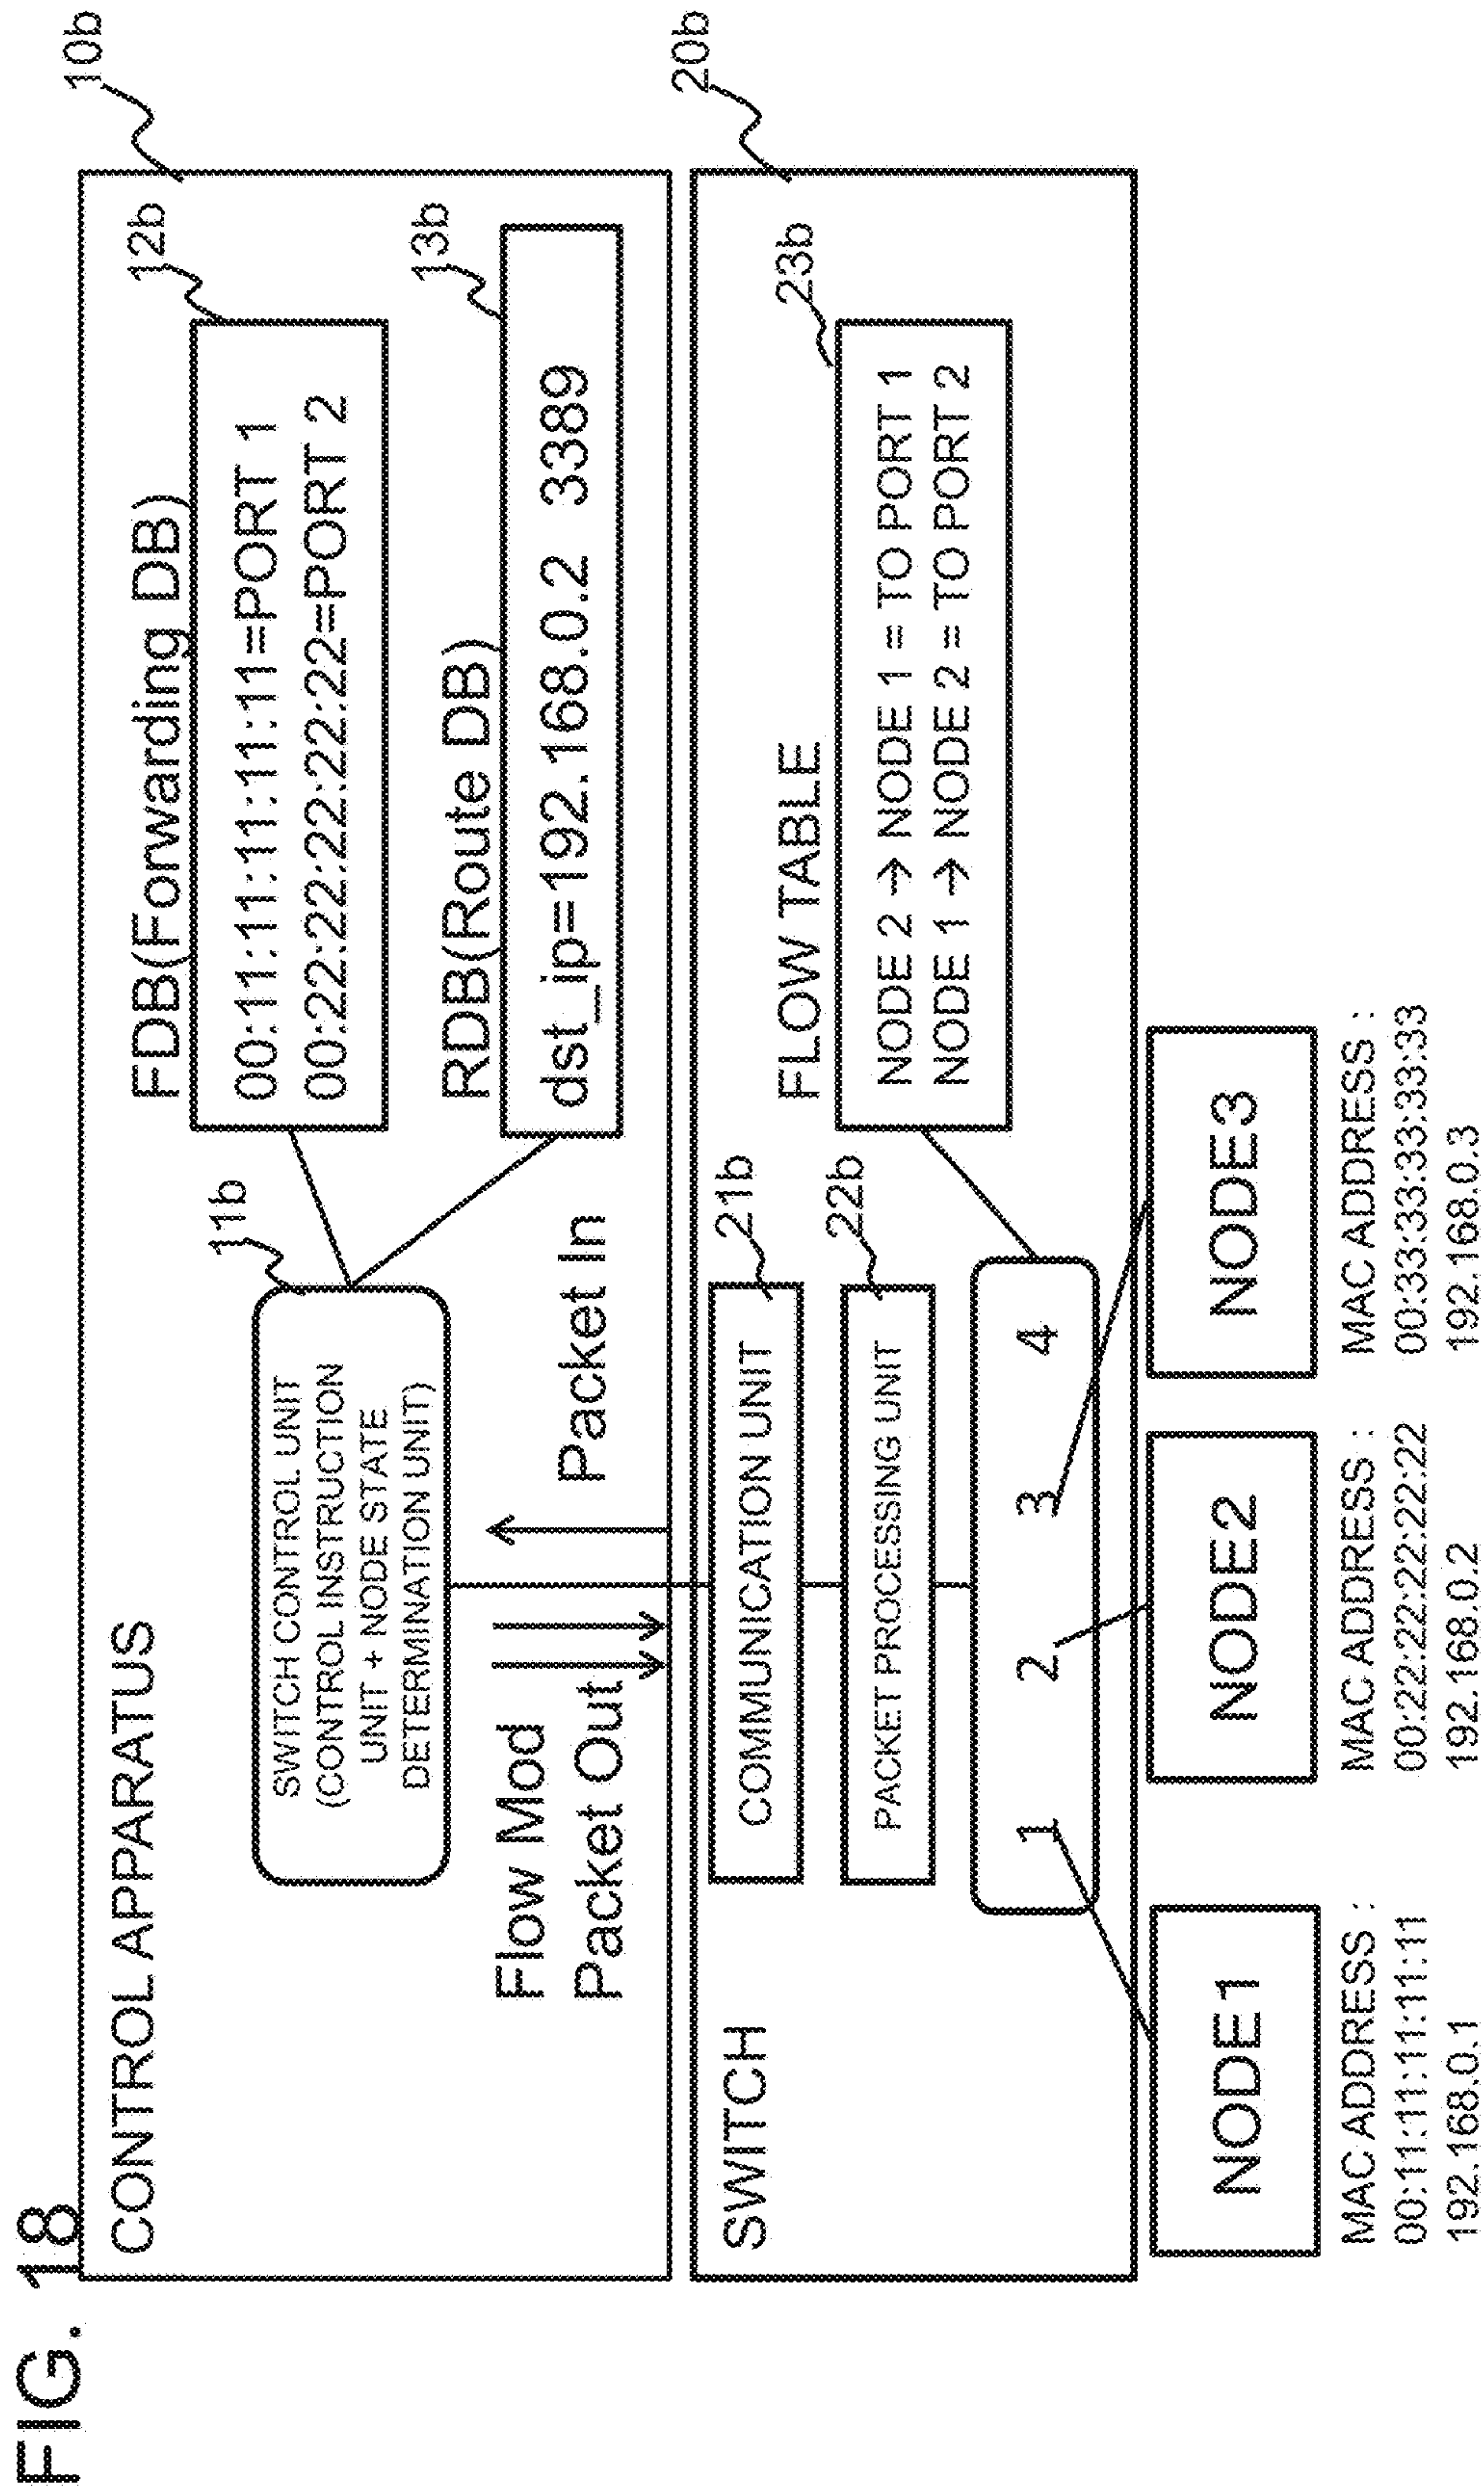 FIG. 18
10b
CONTROL APPARATUS
12b
FDB(Forwarding DB)
00:11:11:11:11:11=PORT 1
00:22:22:22:22:22=PORT 2
11b
SWITCH CONTROL UNIT
(CONTROL INSTRUCTION
UNIT + NODE STATE
DETERMINATION UNIT)
13b
RDB(Route DB)
dst_ip=192.168.0.2 3389
Flow Mod
Packet Out
Packet In
20b
SWITCH
21b
COMMUNICATION UNIT
22b
PACKET PROCESSING UNIT
23b
FLOW TABLE
NODE 2 → NODE 1 = TO PORT 1
NODE 1 → NODE 2 = TO PORT 2
1 2 3 4
NODE1
MAC ADDRESS :
00:11:11:11:11:11
192.168.0.1
NODE2
MAC ADDRESS :
00:22:22:22:22:22
192.168.0.2
NODE3
MAC ADDRESS :
00:33:33:33:33:33
192.168.0.3